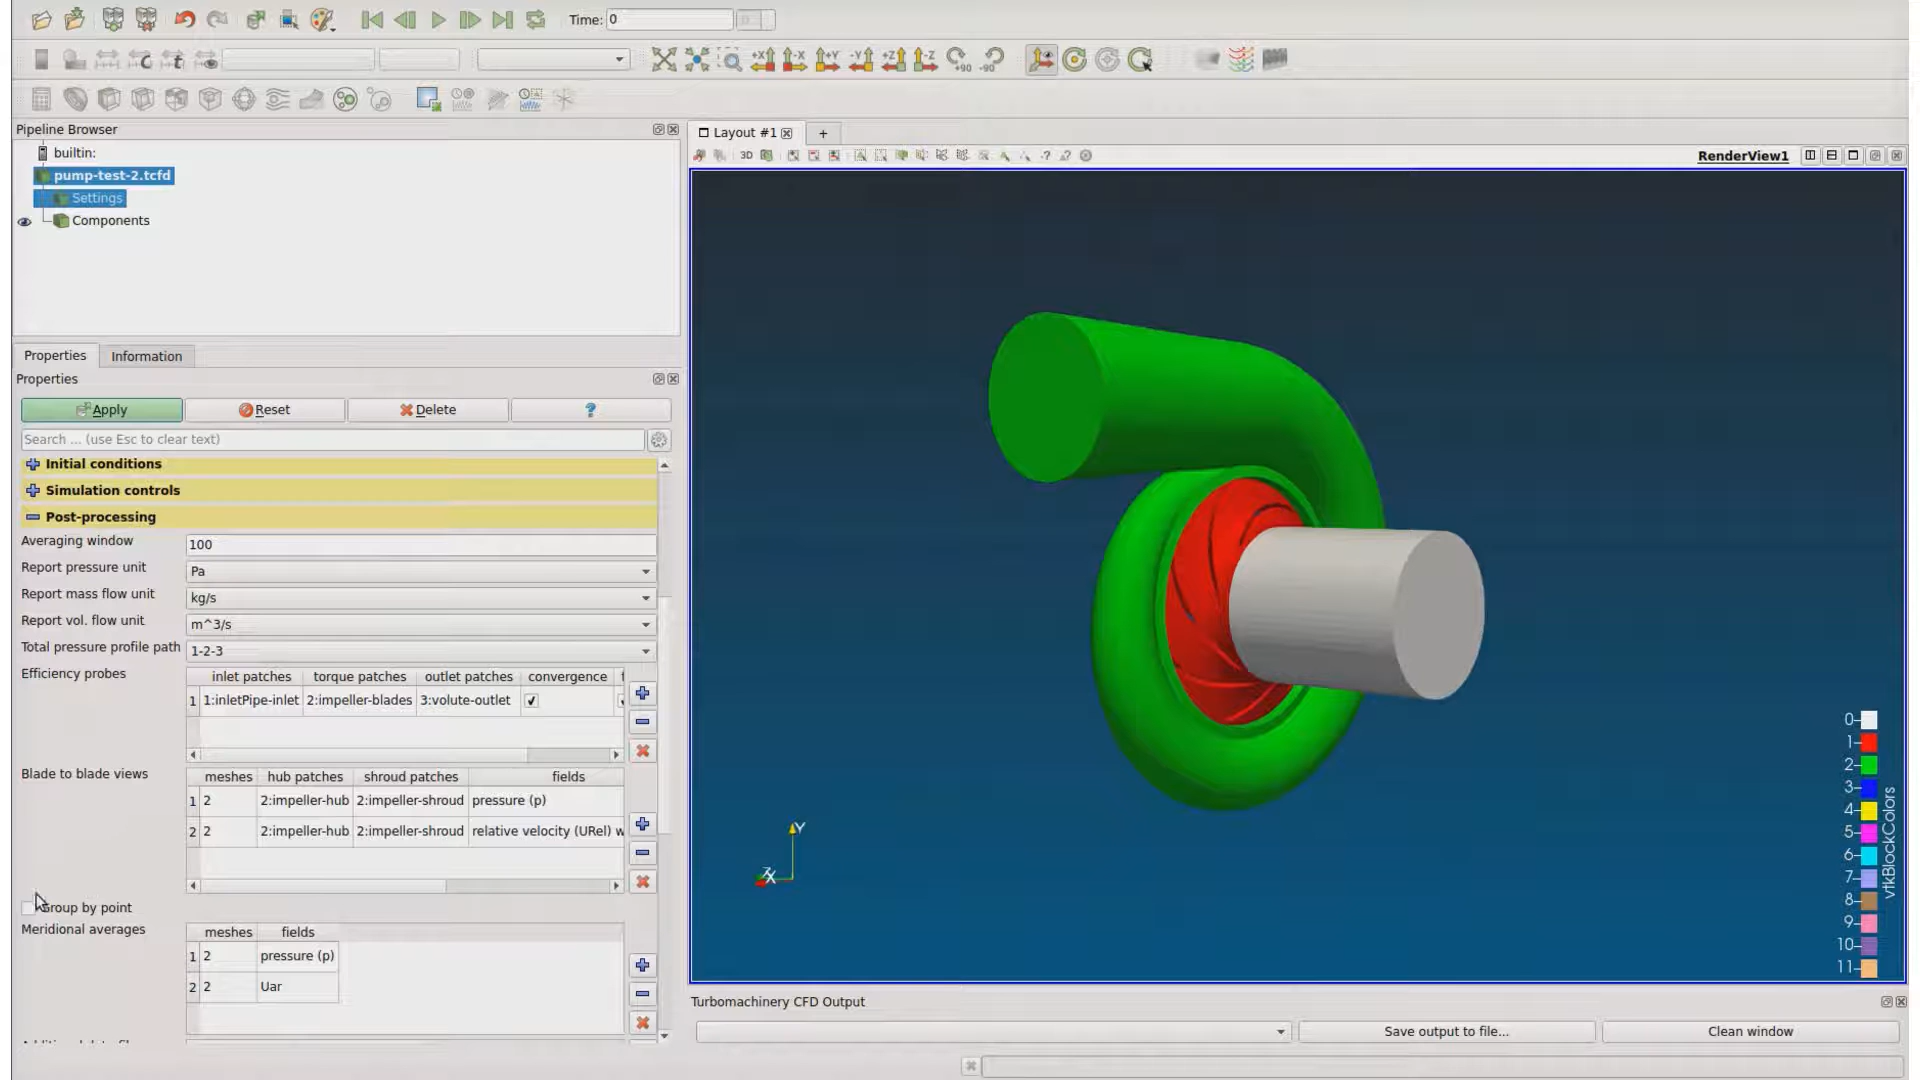 Time: 0
+X
-X
+Y
-Y
+Z
-Z
+90
-90
Pipeline Browser
builtin:
pump-test-2.tcfd
Settings
Components
Properties
Information
Properties
Apply
Reset
Delete
?
Search ... (use Esc to clear text)
Initial conditions
Simulation controls
Post-processing
Averaging window
100
Report pressure unit
Pa
Report mass flow unit
kg/s
Report vol. flow unit
m^3/s
Total pressure profile path
1-2-3
Efficiency probes
inlet patches torque patches outlet patches convergence
1 1:inletPipe-inlet 2:impeller-blades 3:volute-outlet
Blade to blade views
meshes hub patches shroud patches fields
1 2 2:impeller-hub 2:impeller-shroud pressure (p)
2 2 2:impeller-hub 2:impeller-shroud relative velocity (URel) w
Group by point
Meridional averages
meshes fields
1 2 pressure (p)
2 2 Uar
Layout #1
+
3D
RenderView1
Y
Z
X
0
1
2
3
4
5
6
7
8
9
10
11
vtkBlockColors
Turbomachinery CFD Output
Save output to file...
Clean window